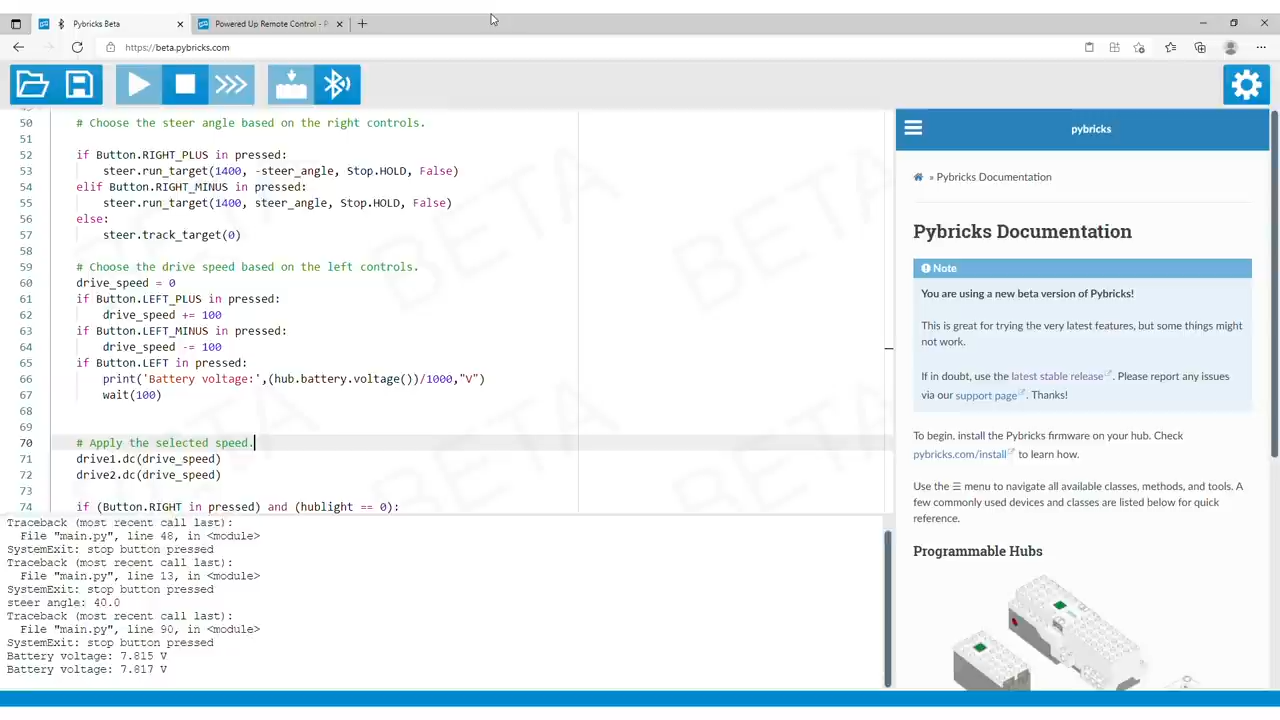 Pybricks Beta
Powered Up Remote Control - P
https://beta.pybricks.com
50 # Choose the steer angle based on the right controls.
51
52 if Button.RIGHT_PLUS in pressed:
53 steer.run_target(1400, -steer_angle, Stop.HOLD, False)
54 elif Button.RIGHT_MINUS in pressed:
55 steer.run_target(1400, steer_angle, Stop.HOLD, False)
56 else:
57 steer.track_target(0)
58
59 # Choose the drive speed based on the left controls.
60 drive_speed = 0
61 if Button.LEFT_PLUS in pressed:
62 drive_speed += 100
63 if Button.LEFT_MINUS in pressed:
64 drive_speed -= 100
65 if Button.LEFT in pressed:
66 print('Battery voltage:',(hub.battery.voltage())/1000,"V")
67 wait(100)
68
69
70 # Apply the selected speed.
71 drive1.dc(drive_speed)
72 drive2.dc(drive_speed)
73
74 if (Button.RIGHT in pressed) and (hublight == 0):
BETA
BETA
BETA
BETA
BETA
BETA
Traceback (most recent call last):
File "main.py", line 48, in <module>
SystemExit: stop button pressed
Traceback (most recent call last):
File "main.py", line 13, in <module>
SystemExit: stop button pressed
steer angle: 40.0
Traceback (most recent call last):
File "main.py", line 90, in <module>
SystemExit: stop button pressed
Battery voltage: 7.815 V
Battery voltage: 7.817 V
pybricks
» Pybricks Documentation
Pybricks Documentation
Note
You are using a new beta version of Pybricks!
This is great for trying the very latest features, but some things might
not work.
If in doubt, use the latest stable release. Please report any issues
via our support page. Thanks!
To begin, install the Pybricks firmware on your hub. Check
pybricks.com/install to learn how.
Use the ☰ menu to navigate all available classes, methods, and tools. A
few commonly used devices and classes are listed below for quick
reference.
Programmable Hubs